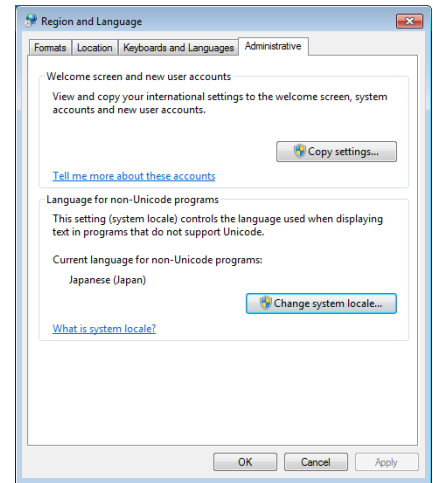 Region and Language
Formats Location Keyboards and Languages Administrative
Welcome screen and new user accounts
View and copy your international settings to the welcome screen, system
accounts and new user accounts.
Copy settings...
Tell me more about these accounts
Language for non-Unicode programs
This setting (system locale) controls the language used when displaying
text in programs that do not support Unicode.
Current language for non-Unicode programs:
Japanese (Japan)
Change system locale...
What is system locale?
OK Cancel Apply